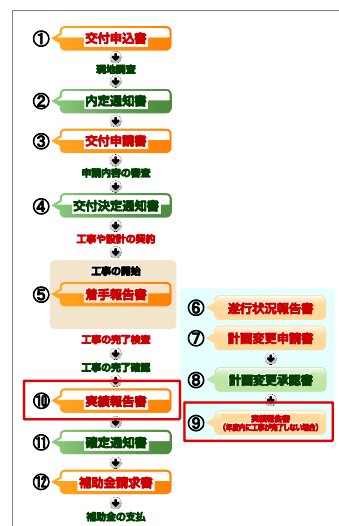 ① 交付申込書
現地調査
② 内定通知書
③ 交付申請書
申請内容の審査
④ 交付決定通知書
工事や設計の契約
工事の開始
⑤ 着手報告書
工事の完了検査
工事の完了確認
⑩ 実績報告書
⑪ 確定通知書
⑫ 補助金請求書
補助金の支払
⑥ 遂行状況報告書
⑦ 計画変更申請書
⑧ 計画変更承認書
⑨ 実績報告書
(年度内に工事が完了しない場合)